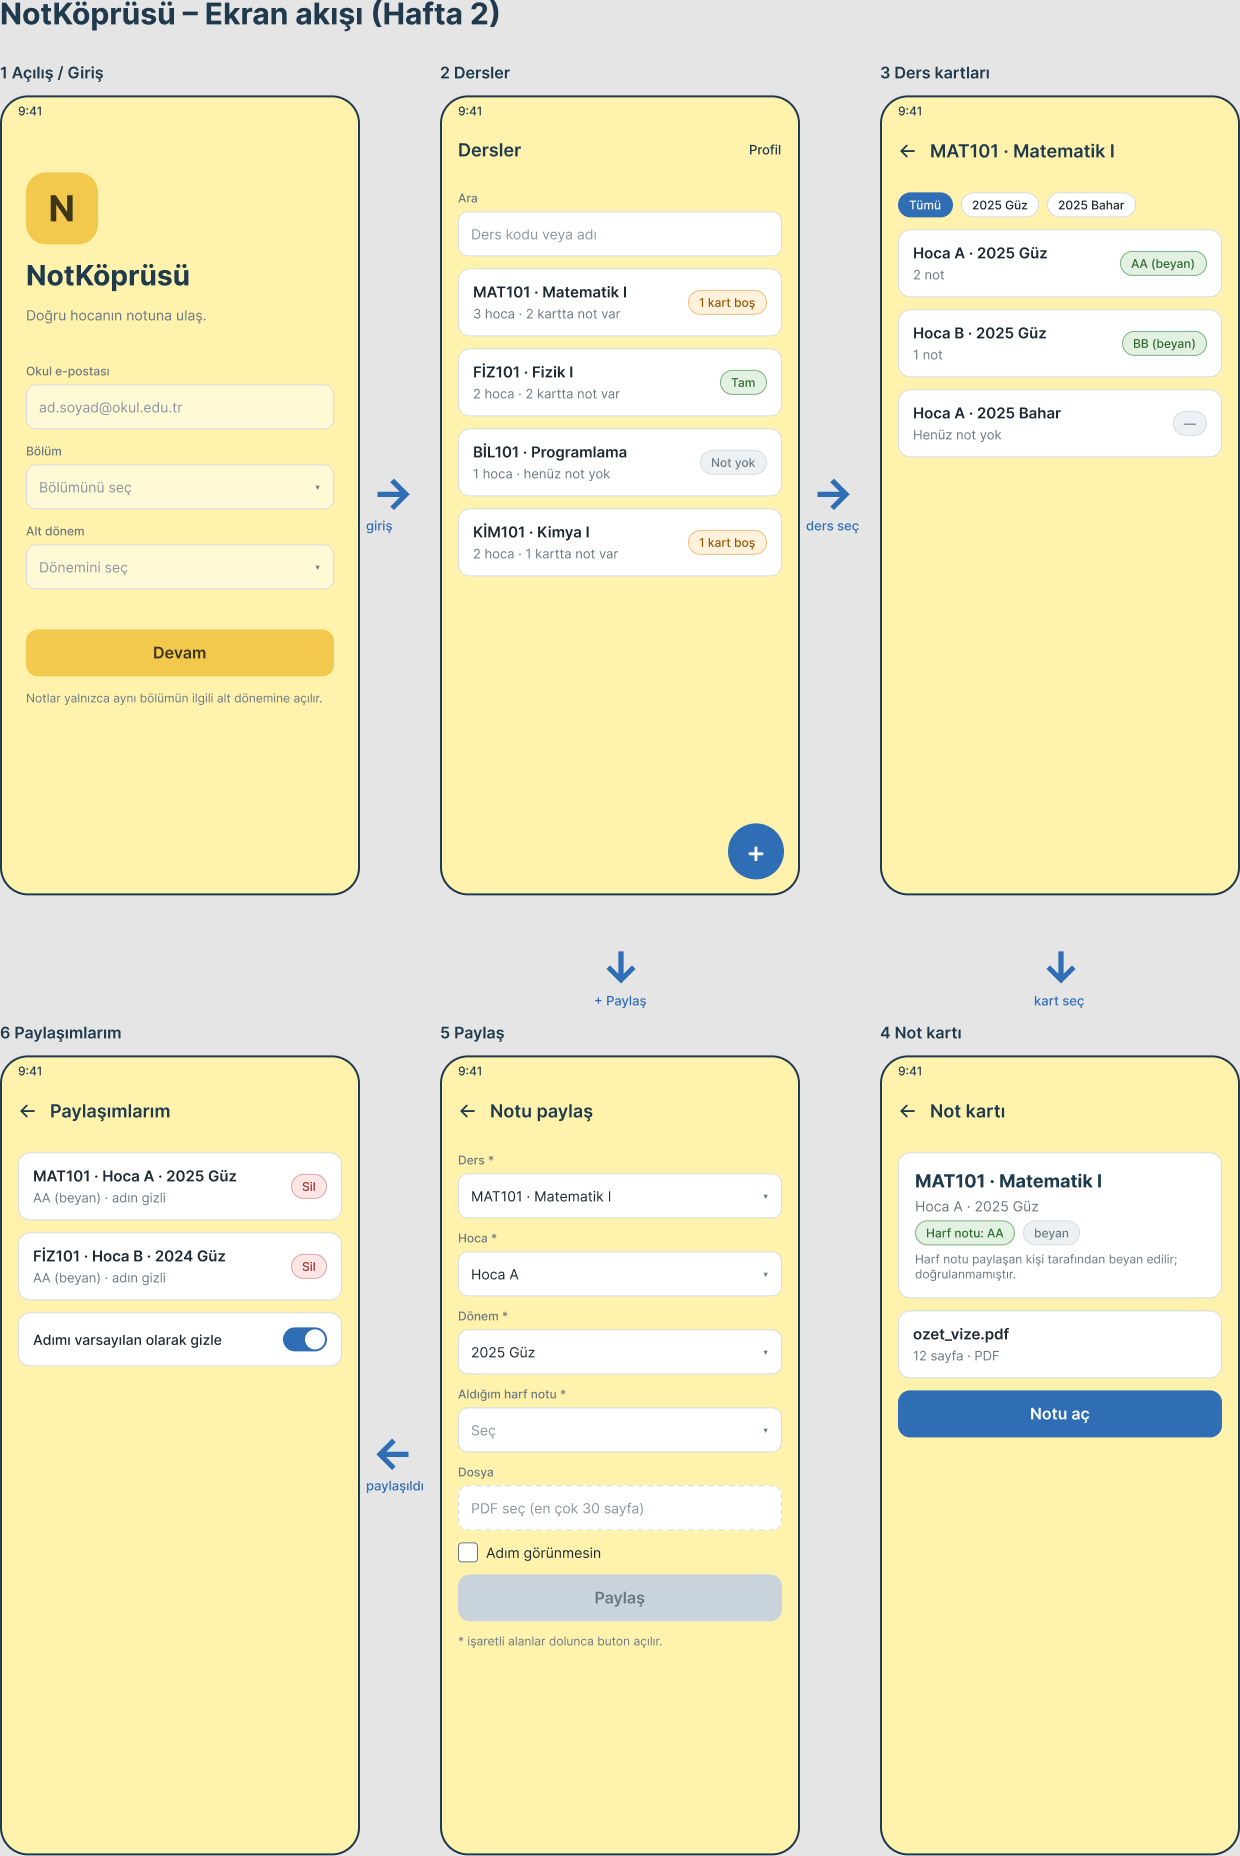 NotKöprüsü – Ekran akışı (Hafta 2)
1 Açılış / Giriş
9:41
N
NotKöprüsü
Doğru hocanın notuna ulaş.
Okul e-postası
ad.soyad@okul.edu.tr
Bölüm
Bölümünü seç
Alt dönem
Dönemini seç
Devam
Notlar yalnızca aynı bölümün ilgili alt dönemine açılır.
giriş
2 Dersler
9:41
Dersler
Profil
Ara
Ders kodu veya adı
MAT101 · Matematik I
3 hoca · 2 kartta not var
1 kart boş
FİZ101 · Fizik I
2 hoca · 2 kartta not var
Tam
BİL101 · Programlama
1 hoca · henüz not yok
Not yok
KİM101 · Kimya I
2 hoca · 1 kartta not var
1 kart boş
+
ders seç
3 Ders kartları
9:41
← MAT101 · Matematik I
Tümü
2025 Güz
2025 Bahar
Hoca A · 2025 Güz
2 not
AA (beyan)
Hoca B · 2025 Güz
1 not
BB (beyan)
Hoca A · 2025 Bahar
Henüz not yok
—
+ Paylaş
kart seç
6 Paylaşımlarım
9:41
← Paylaşımlarım
MAT101 · Hoca A · 2025 Güz
AA (beyan) · adın gizli
Sil
FİZ101 · Hoca B · 2024 Güz
AA (beyan) · adın gizli
Sil
Adımı varsayılan olarak gizle
paylaşıldı
5 Paylaş
9:41
← Notu paylaş
Ders *
MAT101 · Matematik I
Hoca *
Hoca A
Dönem *
2025 Güz
Aldığım harf notu *
Seç
Dosya
PDF seç (en çok 30 sayfa)
Adım görünmesin
Paylaş
* işaretli alanlar dolunca buton açılır.
4 Not kartı
9:41
← Not kartı
MAT101 · Matematik I
Hoca A · 2025 Güz
Harf notu: AA
beyan
Harf notu paylaşan kişi tarafından beyan edilir;
doğrulanmamıştır.
ozet_vize.pdf
12 sayfa · PDF
Notu aç